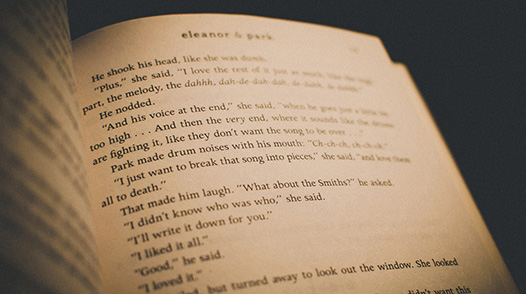 eleanor & park
He shook his head, like she was dumb.
"Plus," she said. "I love the rest of it just as much, like the high
part, the melody, the dahhh, dah-de-dah-dah,
He nodded.
"And his voice at the end," she said, "when he goes just a little bit
too high . . . And then the very end, where it sounds like the drums
are fighting it, like they don't want the song to be over . . ."
Park made drum noises with his mouth: "Ch-ch-ch, ch-ch-ch."
"I just want to break that song into pieces," she said, "and love them
all to death."
That made him laugh. "What about the Smiths?" he asked.
"I didn't know who was who," she said.
"I'll write it down for you."
"I liked it all."
"Good," he said.
"I loved it."
but turned away to look out the window. She looked
didn't want this